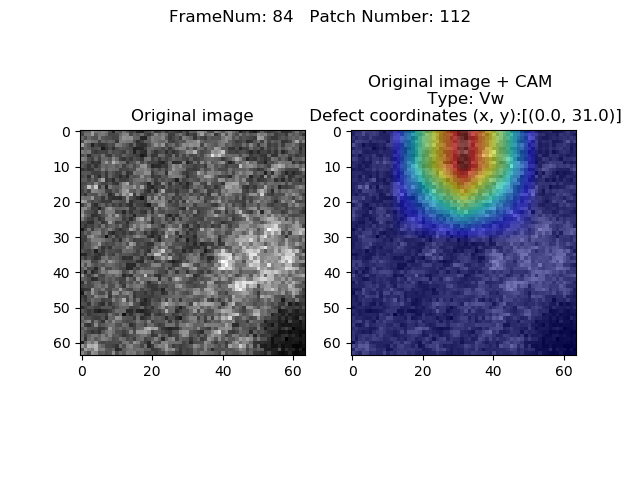 FrameNum: 84   Patch Number: 112
Original image
Original image + CAM
Type: Vw
Defect coordinates (x, y):[(0.0, 31.0)]
0
10
20
30
40
50
60
0 20 40 60
0
10
20
30
40
50
60
0 20 40 60